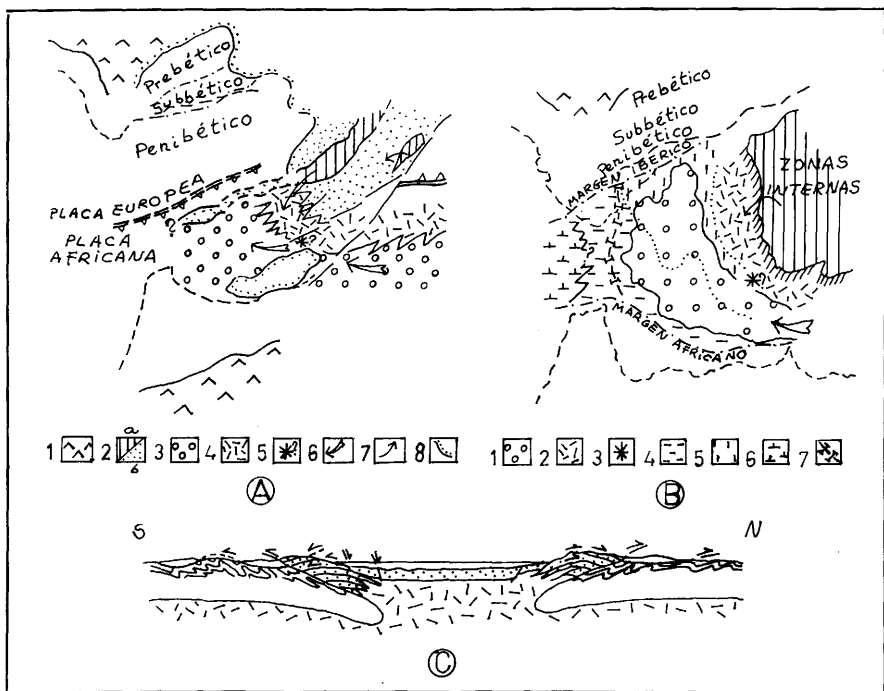 Prebético
Subbético
Penibético
PLACA EUROPEA
PLACA
AFRICANA
?
?
A
Prebético
Subbético
Penibético
MARGEN IBERICO
ZONAS
INTERNAS
?
MARGEN AFRICANO
a
1 2 3 4 5 ? 6 7 8
b
1 2 3 4 5 6 7
A
B
S N
C